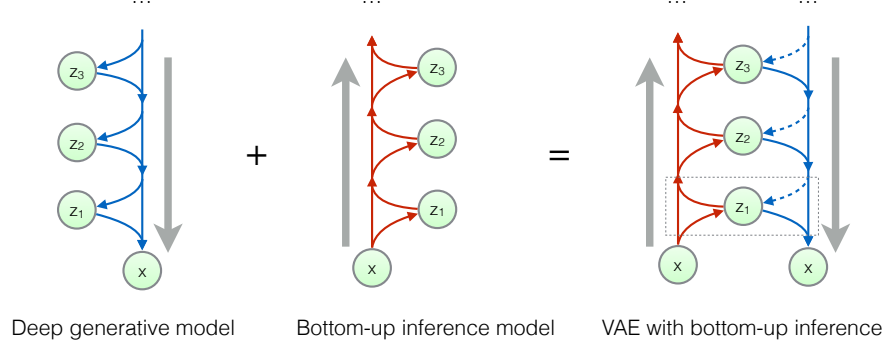 ... ... ... ...
z3 z3 z3
+ =
z2 z2 z2
z1 z1 z1
x x x x
Deep generative model Bottom-up inference model VAE with bottom-up inference